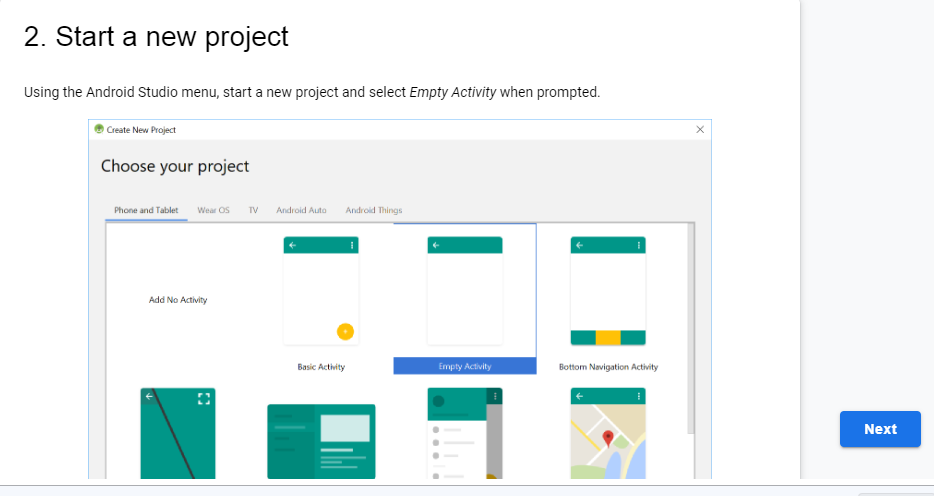 2. Start a new project
Using the Android Studio menu, start a new project and select Empty Activity when prompted.
Create New Project
Choose your project
Phone and Tablet Wear OS TV Android Auto Android Things
Add No Activity
Basic Activity Empty Activity Bottom Navigation Activity
Next